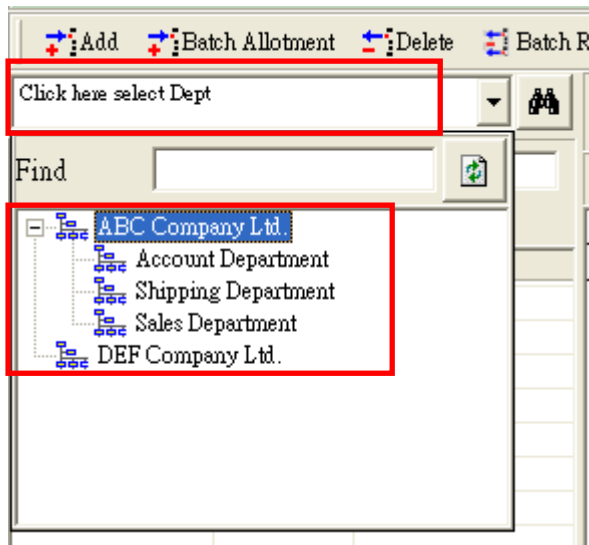 Add Batch Allotment Delete Batch R
Click here select Dept
Find
ABC Company Ltd.
Account Department
Shipping Department
Sales Department
DEF Company Ltd.